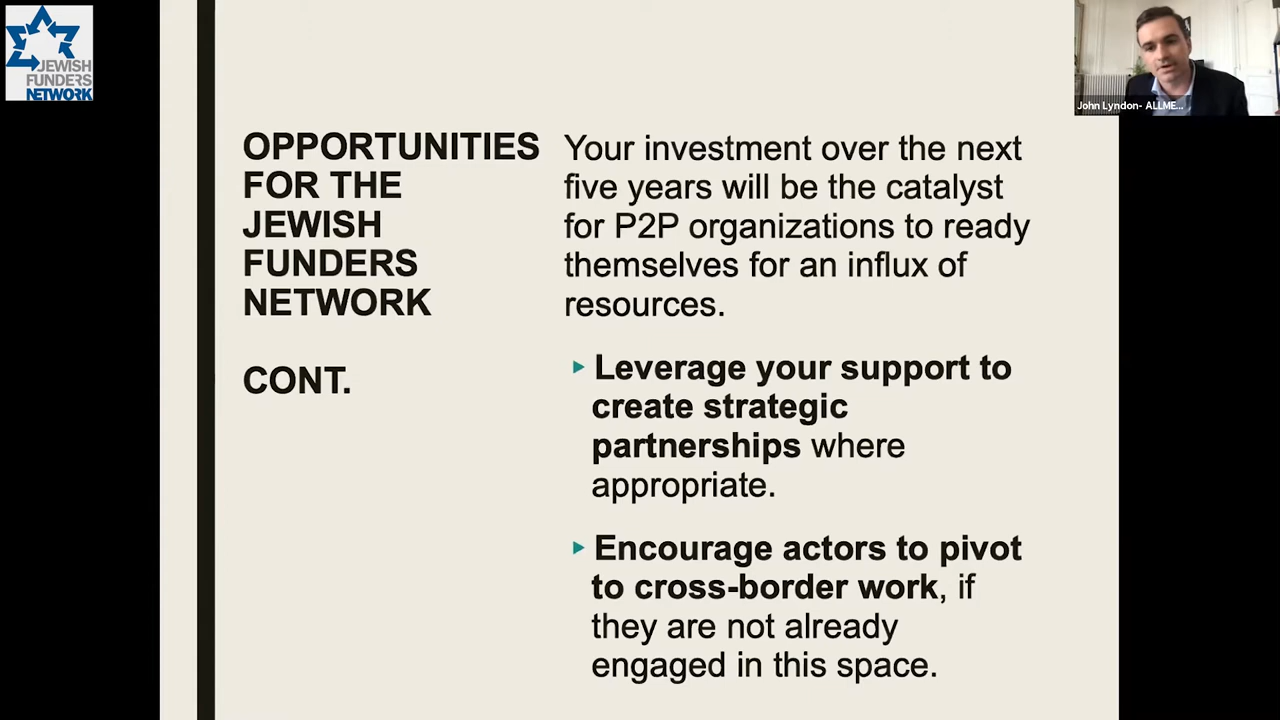 JEWISH
FUNDERS
NETWORK
John Lyndon- ALLME...
OPPORTUNITIES
FOR THE
JEWISH
FUNDERS
NETWORK
CONT.
Your investment over the next
five years will be the catalyst
for P2P organizations to ready
themselves for an influx of
resources.
Leverage your support to
create strategic
partnerships where
appropriate.
Encourage actors to pivot
to cross-border work, if
they are not already
engaged in this space.